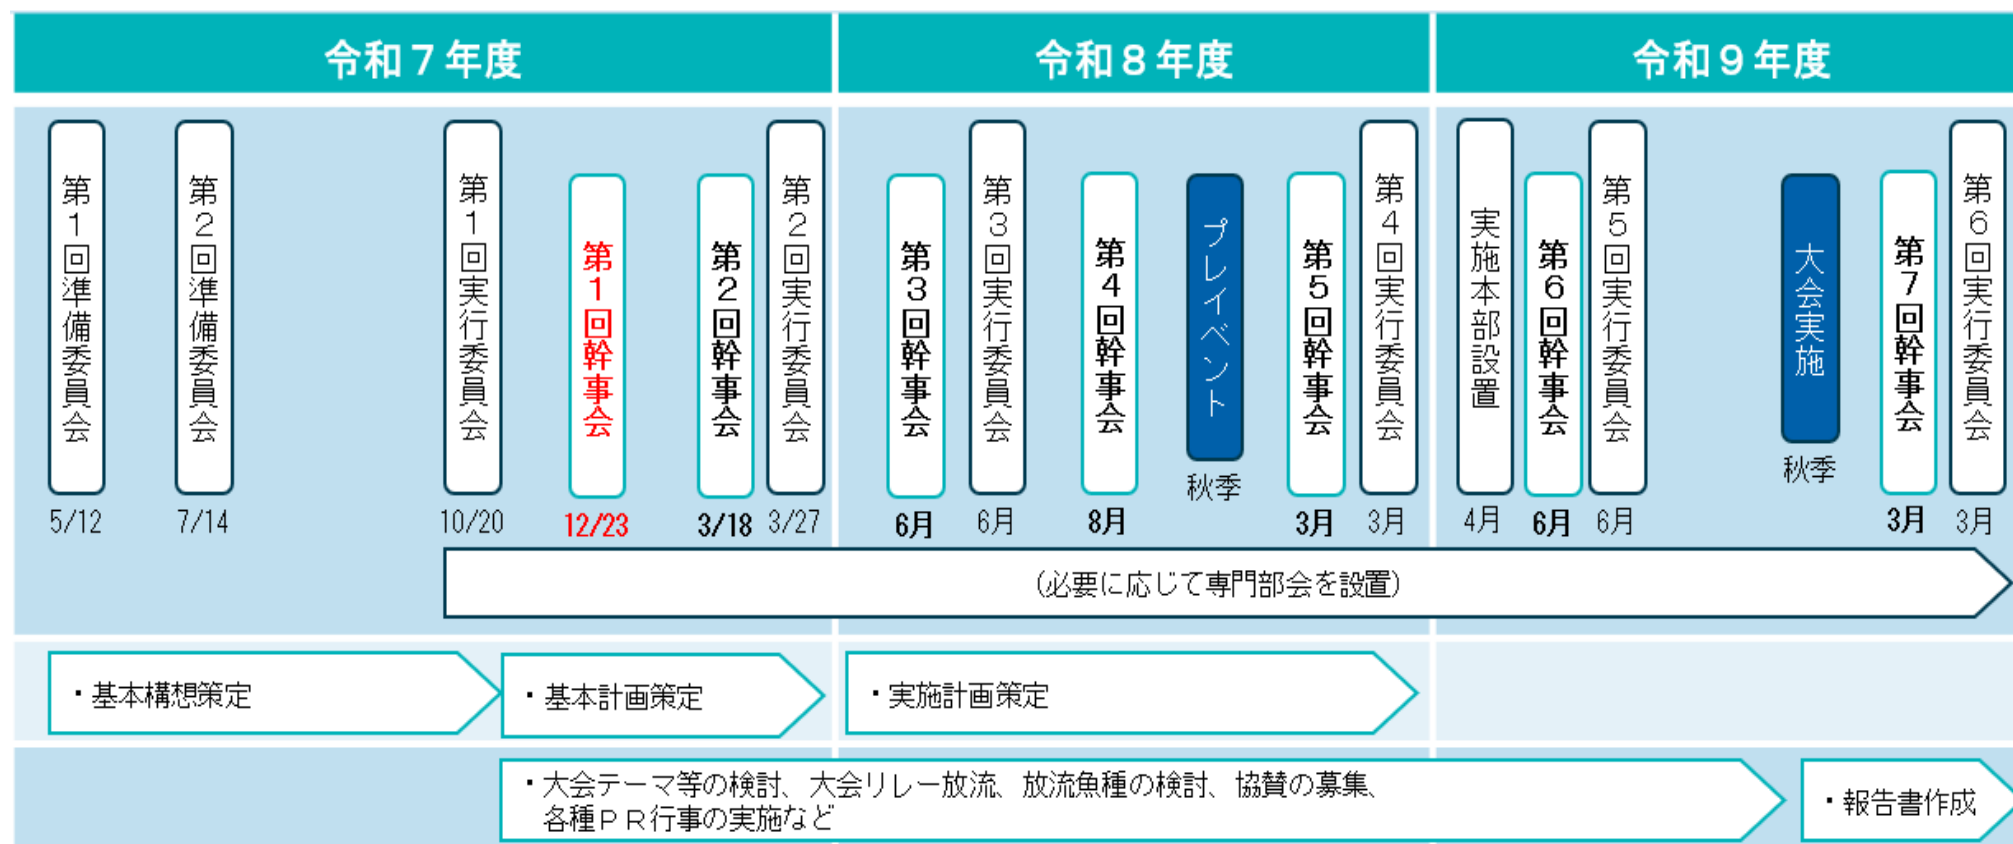 令和７年度
令和８年度
令和９年度
第1回準備委員会
5/12
第2回準備委員会
7/14
第1回実行委員会
10/20
第1回幹事会
12/23
第2回幹事会
3/18
第2回実行委員会
3/27
第3回幹事会
6月
第3回実行委員会
6月
第4回幹事会
8月
プレイベント
秋季
第5回幹事会
3月
第4回実行委員会
3月
実施本部設置
4月
第6回幹事会
6月
第5回実行委員会
6月
大会実施
秋季
第7回幹事会
3月
第6回実行委員会
3月
(必要に応じて専門部会を設置)
・基本構想策定
・基本計画策定
・実施計画策定
・大会テーマ等の検討、大会リレー放流、放流魚種の検討、協賛の募集、
各種ＰＲ行事の実施など
・報告書作成